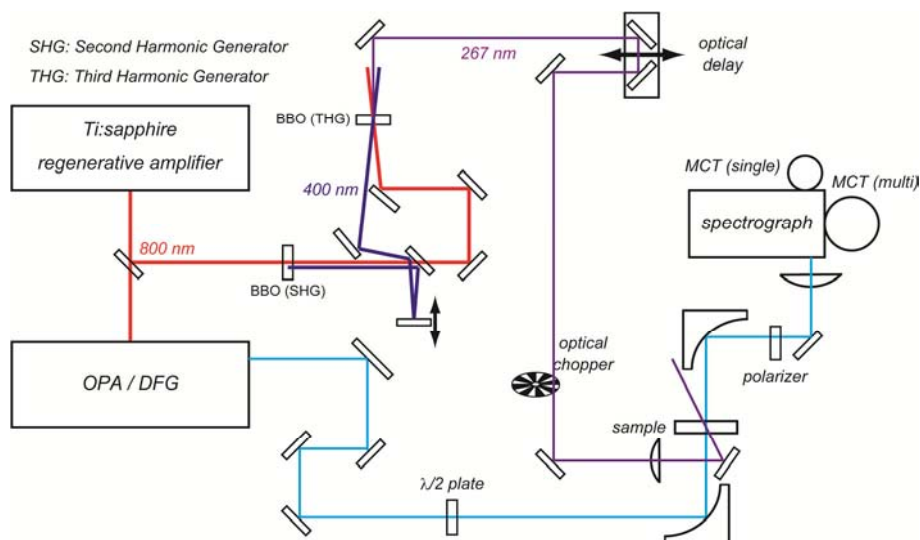 SHG: Second Harmonic Generator
THG: Third Harmonic Generator
267 nm
optical
delay
Ti:sapphire
regenerative amplifier
BBO (THG)
400 nm
MCT (single)
MCT (multi)
spectrograph
800 nm
BBO (SHG)
OPA / DFG
optical
chopper
polarizer
sample
λ/2 plate